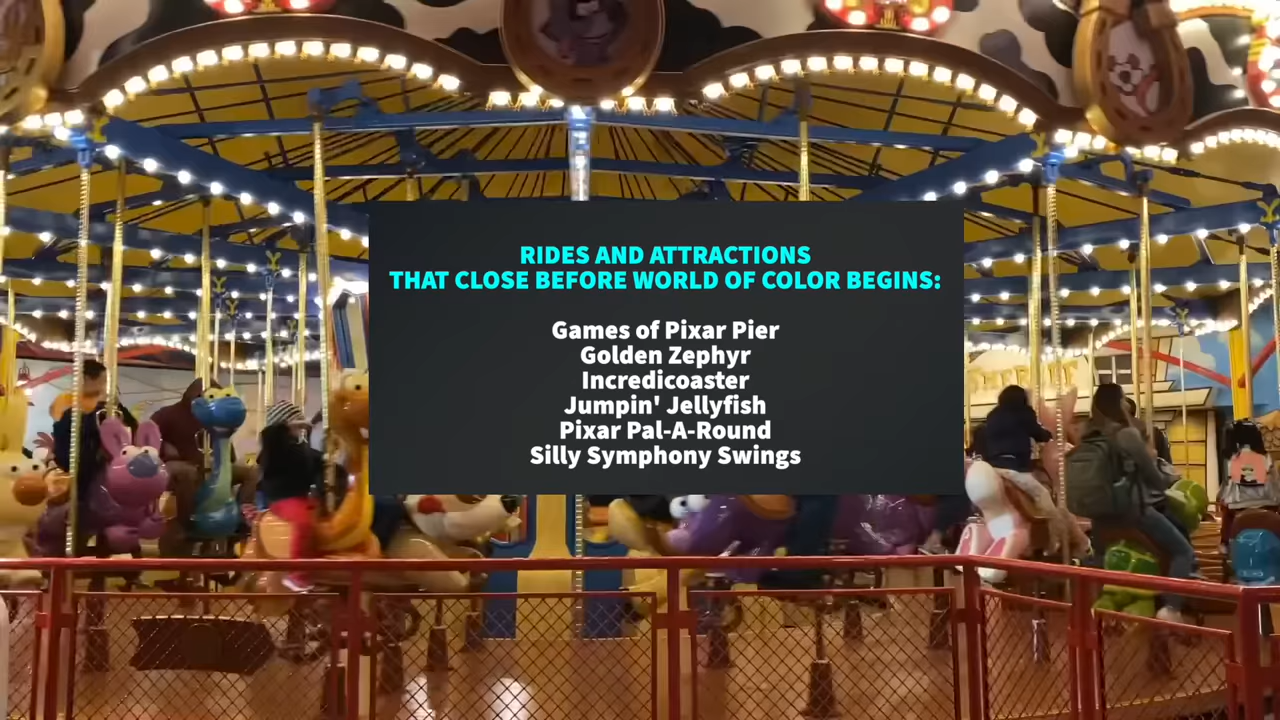 RIDES AND ATTRACTIONS
THAT CLOSE BEFORE WORLD OF COLOR BEGINS:
Games of Pixar Pier
Golden Zephyr
Incredicoaster
Jumpin' Jellyfish
Pixar Pal-A-Round
Silly Symphony Swings